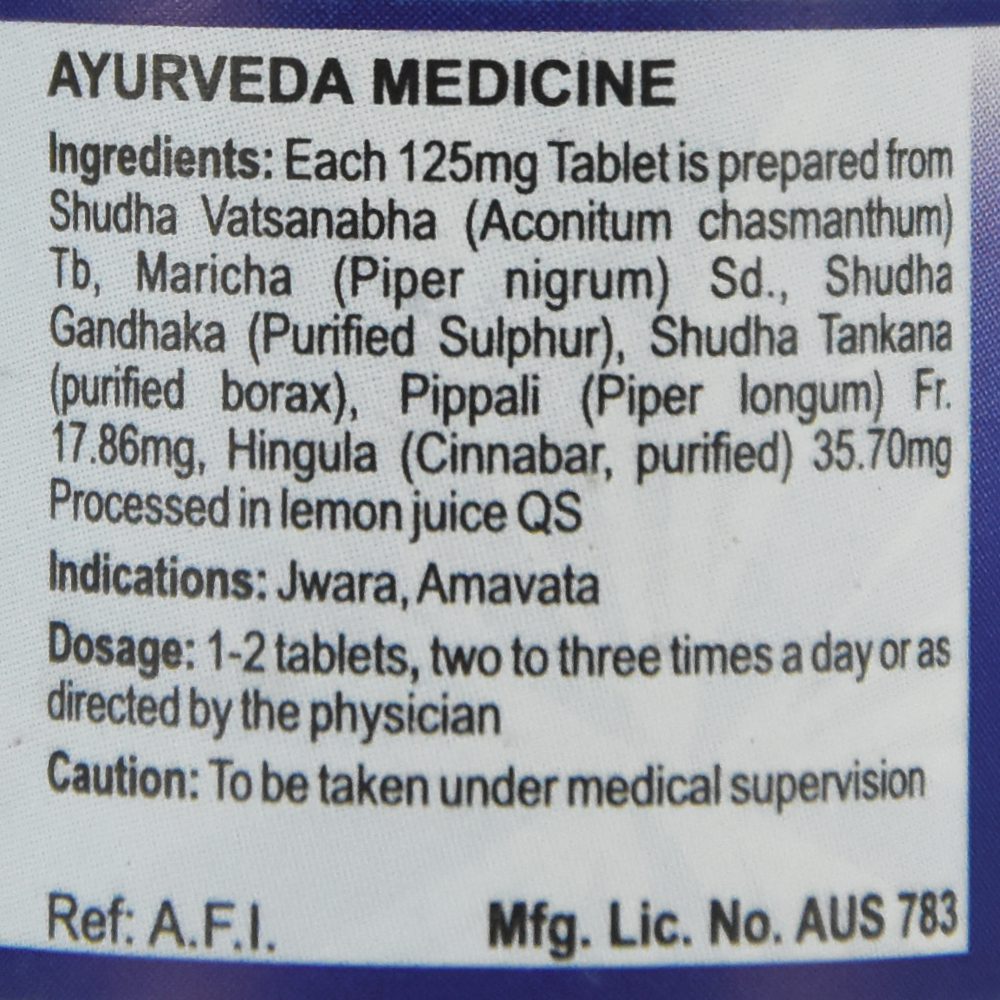 AYURVEDA MEDICINE
Ingredients: Each 125mg Tablet is prepared from
Shudha Vatsanabha (Aconitum chasmanthum)
Tb, Maricha (Piper nigrum) Sd., Shudha
Gandhaka (Purified Sulphur), Shudha Tankana
(purified borax), Pippali (Piper longum) Fr.
17.86mg, Hingula (Cinnabar, purified) 35.70mg
Processed in lemon juice QS
Indications: Jwara, Amavata
Dosage: 1-2 tablets, two to three times a day or as
directed by the physician
Caution: To be taken under medical supervision
Ref: A.F.I. Mfg. Lic. No. AUS 783